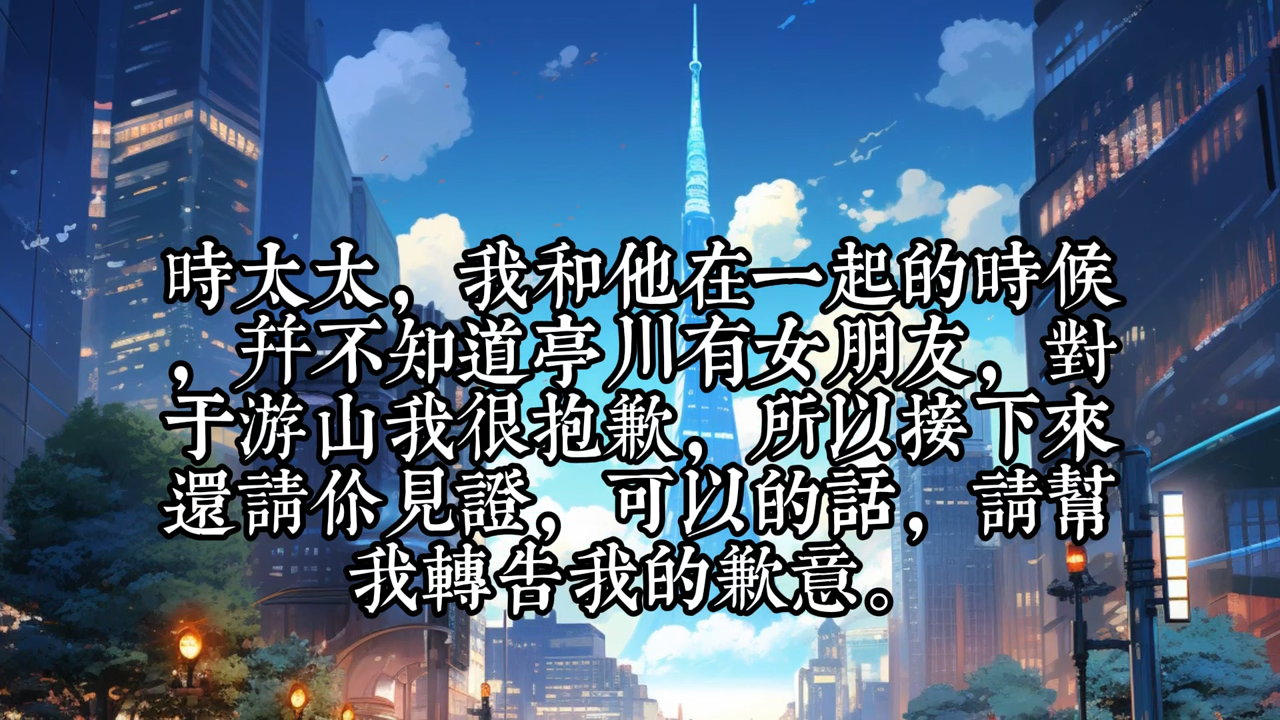 時太太，我和他在一起的時候
，幷不知道亭川有女朋友，對
于游山我很抱歉，所以接下來
還請伱見證，可以的話，請幫
我轉告我的歉意。